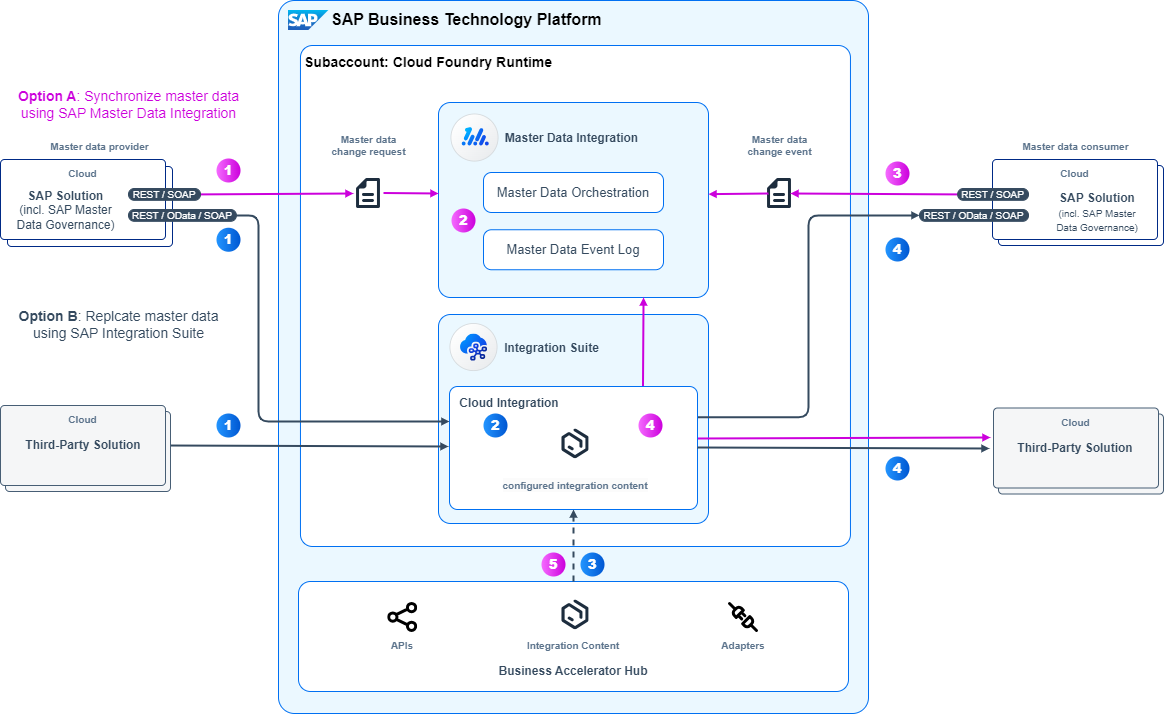 SAP
SAP Business Technology Platform
Subaccount: Cloud Foundry Runtime
Option A: Synchronize master data
using SAP Master Data Integration
Master data provider
Cloud
SAP Solution
(incl. SAP Master
Data Governance)
REST / SOAP
REST / OData / SOAP
1
1
Master data
change request
Master Data Integration
Master Data Orchestration
2
Master Data Event Log
Master data
change event
3
Master data consumer
Cloud
SAP Solution
(incl. SAP Master
Data Governance)
REST / SOAP
REST / OData / SOAP
4
Option B: Replcate master data
using SAP Integration Suite
Integration Suite
Cloud Integration
2
4
configured integration content
Cloud
Third-Party Solution
1
Cloud
Third-Party Solution
4
5
3
APIs
Integration Content
Adapters
Business Accelerator Hub